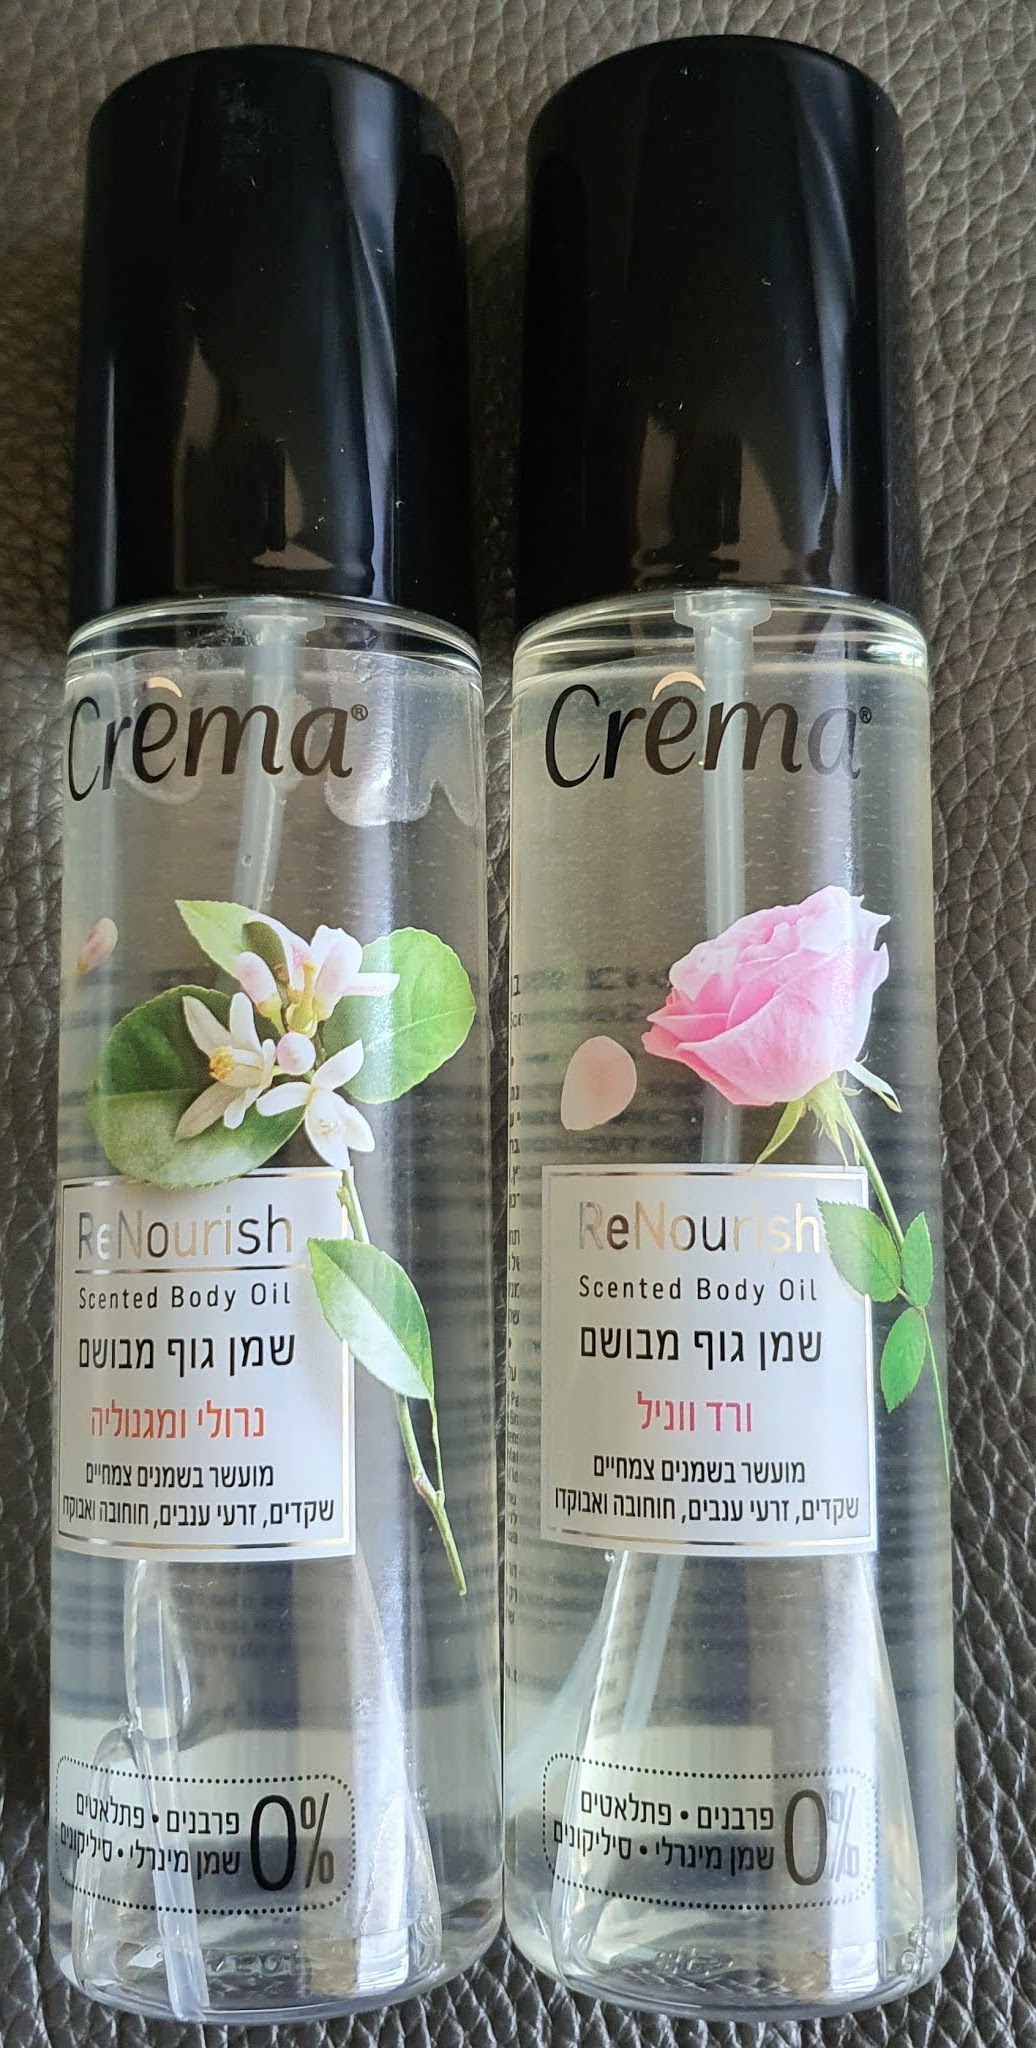 Crema®
ReNourish
Scented Body Oil
שמן גוף מבושם
נרולי ומגנוליה
מועשר בשמנים צמחיים
שקדים, זרעי ענבים, חוחובה ואבוקדו
0%
פרבנים • פתלאטים
שמן מינרלי • סיליקונים
Crema®
ReNourish
Scented Body Oil
שמן גוף מבושם
ורד ווניל
מועשר בשמנים צמחיים
שקדים, זרעי ענבים, חוחובה ואבוקדו
0%
פרבנים • פתלאטים
שמן מינרלי • סיליקונים